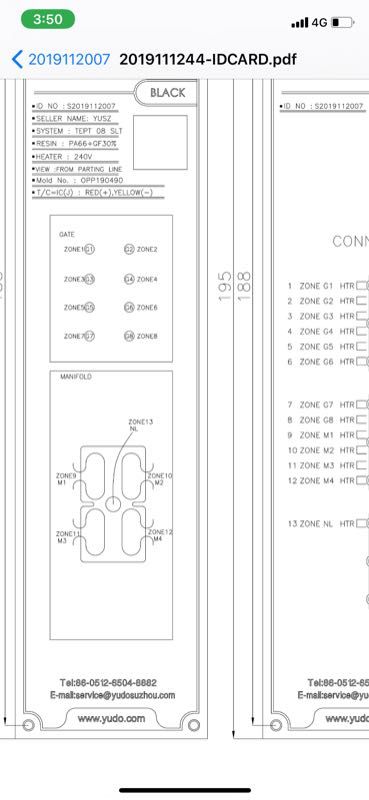 3:50
4G
2019112007
2019111244-IDCARD.pdf
BLACK
ID NO : S2019112007
SELLER NAME: YUSZ
SYSTEM : TEPT 08 SLT
RESIN : PA66+GF30%
HEATER : 240V
VIEW :FROM PARTING LINE
Mold No. : OPP190490
T/C=IC(J) : RED(+),YELLOW(-)
GATE
ZONE1 G1 G2 ZONE2
ZONE3 G3 G4 ZONE4
ZONE5 G5 G6 ZONE6
ZONE7 G7 G8 ZONE8
MANIFOLD
ZONE13
NL
ZONE9
M1
ZONE10
M2
ZONE11
M3
ZONE12
M4
Tel:86-0512-6504-8882
E-mail:service@yudosuzhou.com
www.yudo.com
195
188
ID NO : S2019112007
CONN
1 ZONE G1 HTR
2 ZONE G2 HTR
3 ZONE G3 HTR
4 ZONE G4 HTR
5 ZONE G5 HTR
6 ZONE G6 HTR
7 ZONE G7 HTR
8 ZONE G8 HTR
9 ZONE M1 HTR
10 ZONE M2 HTR
11 ZONE M3 HTR
12 ZONE M4 HTR
13 ZONE NL HTR
Tel:86-0512-65
E-mail:service@yu
www.yudo